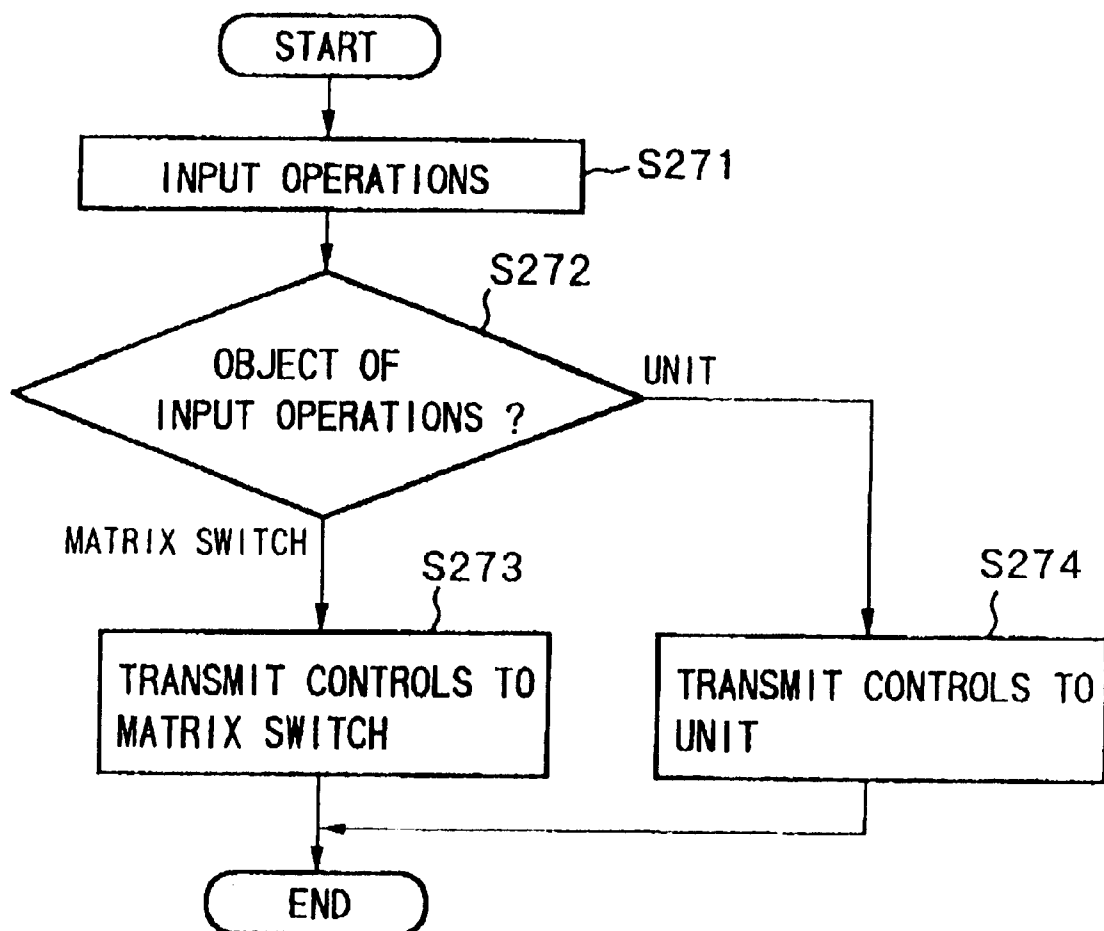 START
INPUT OPERATIONS
S271
S272
OBJECT OF
INPUT OPERATIONS ?
UNIT
MATRIX SWITCH
S273
S274
TRANSMIT CONTROLS TO
MATRIX SWITCH
TRANSMIT CONTROLS TO
UNIT
END